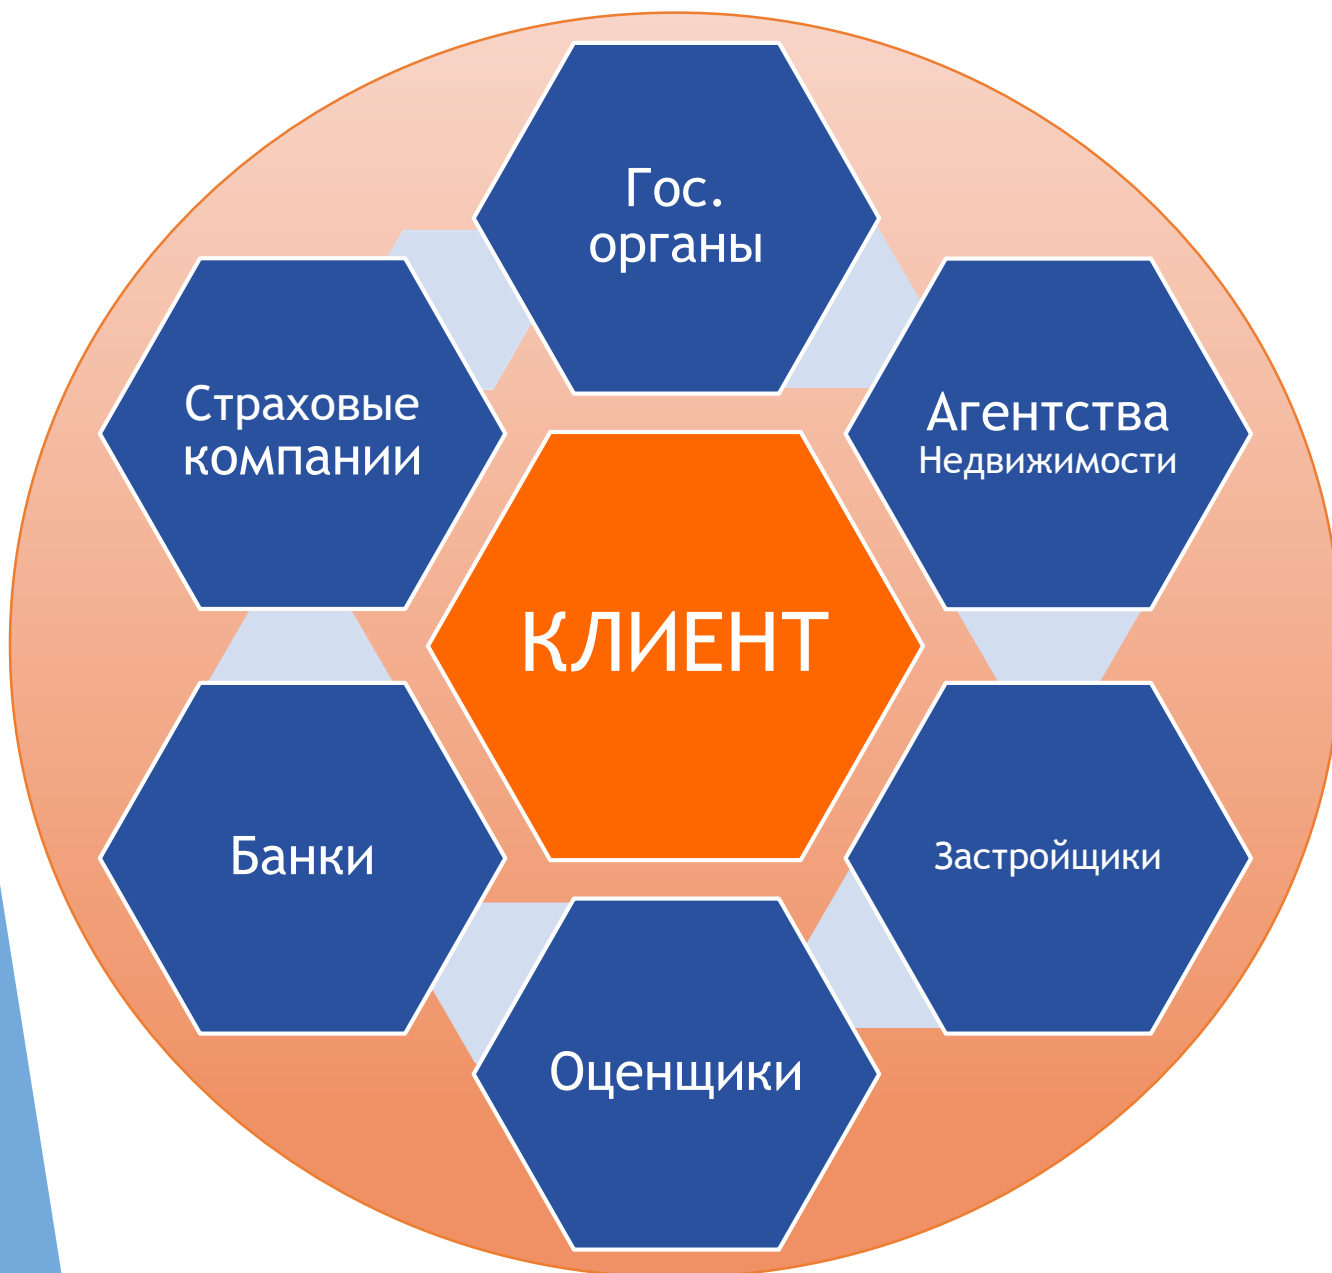 Гос.
органы
Страховые
компании
Агентства
Недвижимости
КЛИЕНТ
Банки
Застройщики
Оценщики